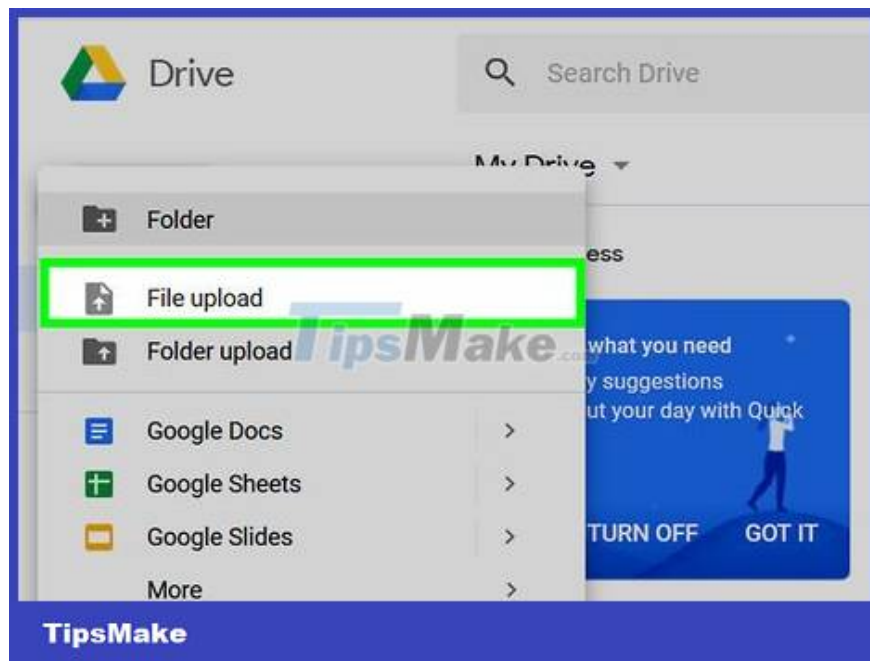 Drive
Search Drive
My Drive
Folder
ess
File upload
TipsMake.com
Folder upload
what you need
y suggestions
ut your day with Quick
Google Docs
Google Sheets
Google Slides
TURN OFF GOT IT
More
TipsMake